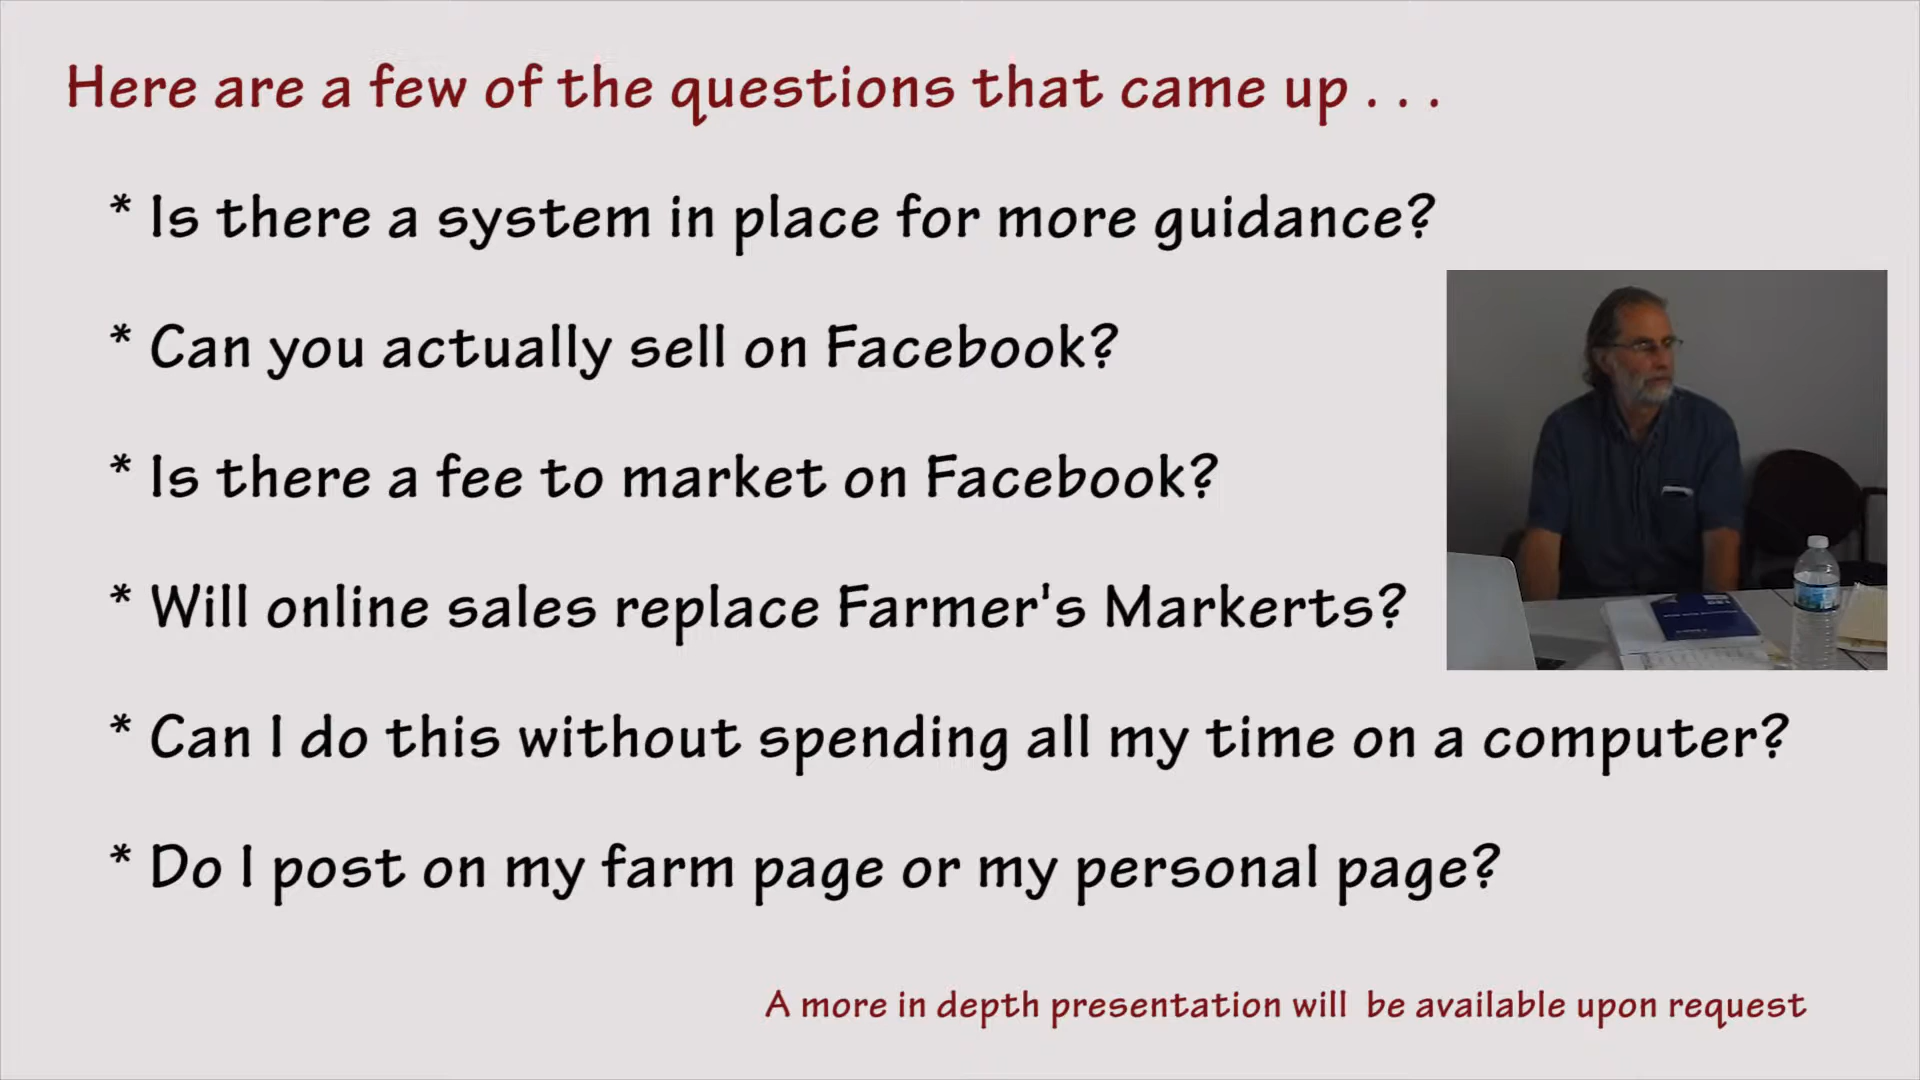 Here are a few of the questions that came up . . .
* Is there a system in place for more guidance?
* Can you actually sell on Facebook?
* Is there a fee to market on Facebook?
* Will online sales replace Farmer's Markerts?
* Can I do this without spending all my time on a computer?
* Do I post on my farm page or my personal page?
A more in depth presentation will be available upon request